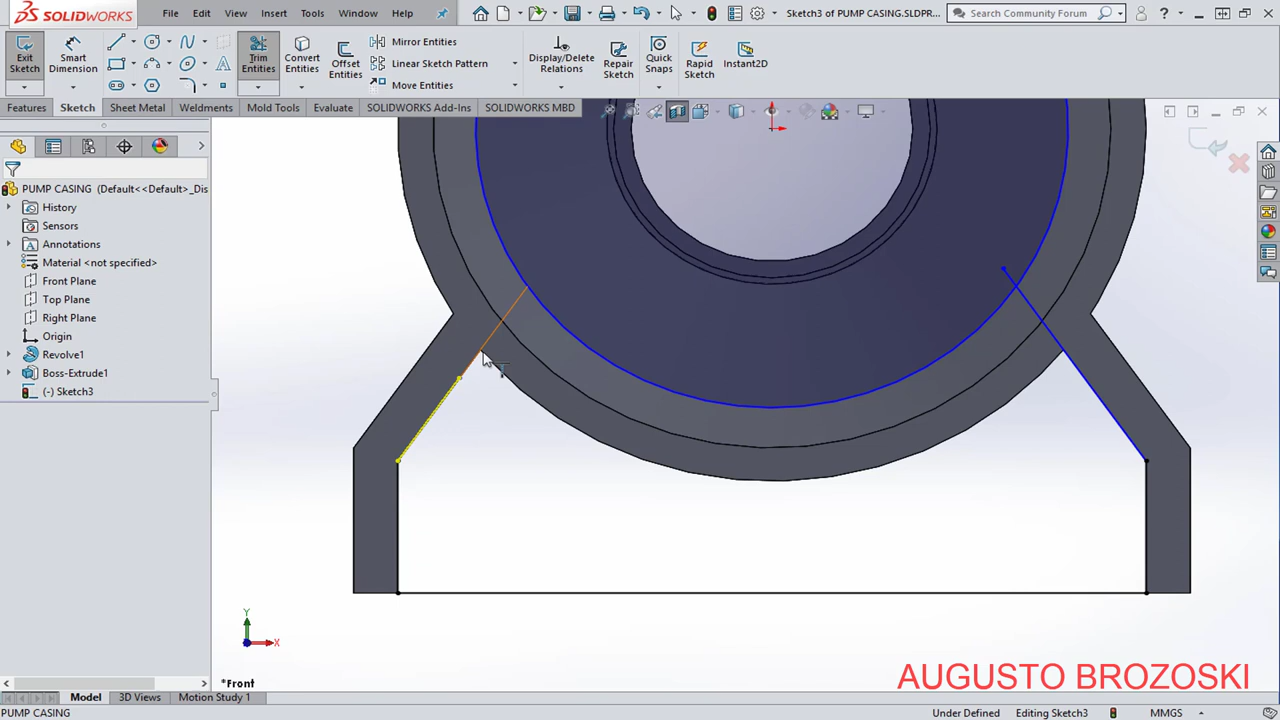 SOLIDWORKS File Edit View Insert Tools Window Help Sketch3 of PUMP CASING.SLDPR... Search Community Forum
Exit Sketch Smart Dimension Trim Entities Convert Entities Offset Entities Mirror Entities Linear Sketch Pattern Move Entities Display/Delete Relations Repair Sketch Quick Snaps Rapid Sketch Instant2D
Features Sketch Sheet Metal Weldments Mold Tools Evaluate SOLIDWORKS Add-Ins SOLIDWORKS MBD
PUMP CASING (Default<<Default>_Dis
History
Sensors
Annotations
Material <not specified>
Front Plane
Top Plane
Right Plane
Origin
Revolve1
Boss-Extrude1
(-) Sketch3
Y
X
*Front
AUGUSTO BROZOSKI
Model 3D Views Motion Study 1
PUMP CASING Under Defined Editing Sketch3 MMGS